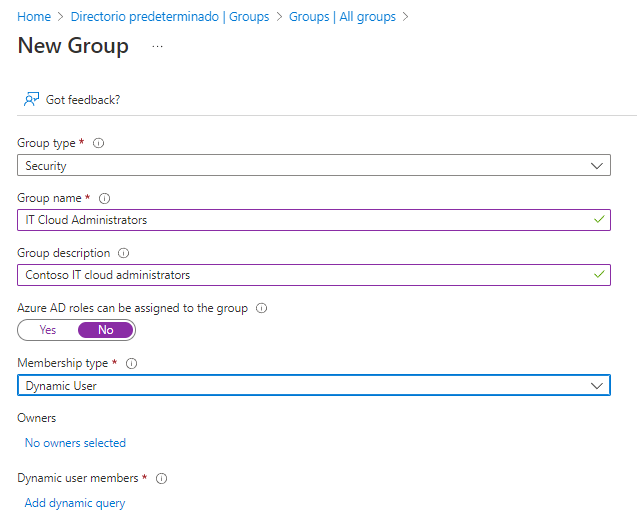 Home > Directorio predeterminado | Groups > Groups | All groups >
New Group ...
Got feedback?
Group type *
Security
Group name *
IT Cloud Administrators
Group description
Contoso IT cloud administrators
Azure AD roles can be assigned to the group
Yes No
Membership type *
Dynamic User
Owners
No owners selected
Dynamic user members *
Add dynamic query